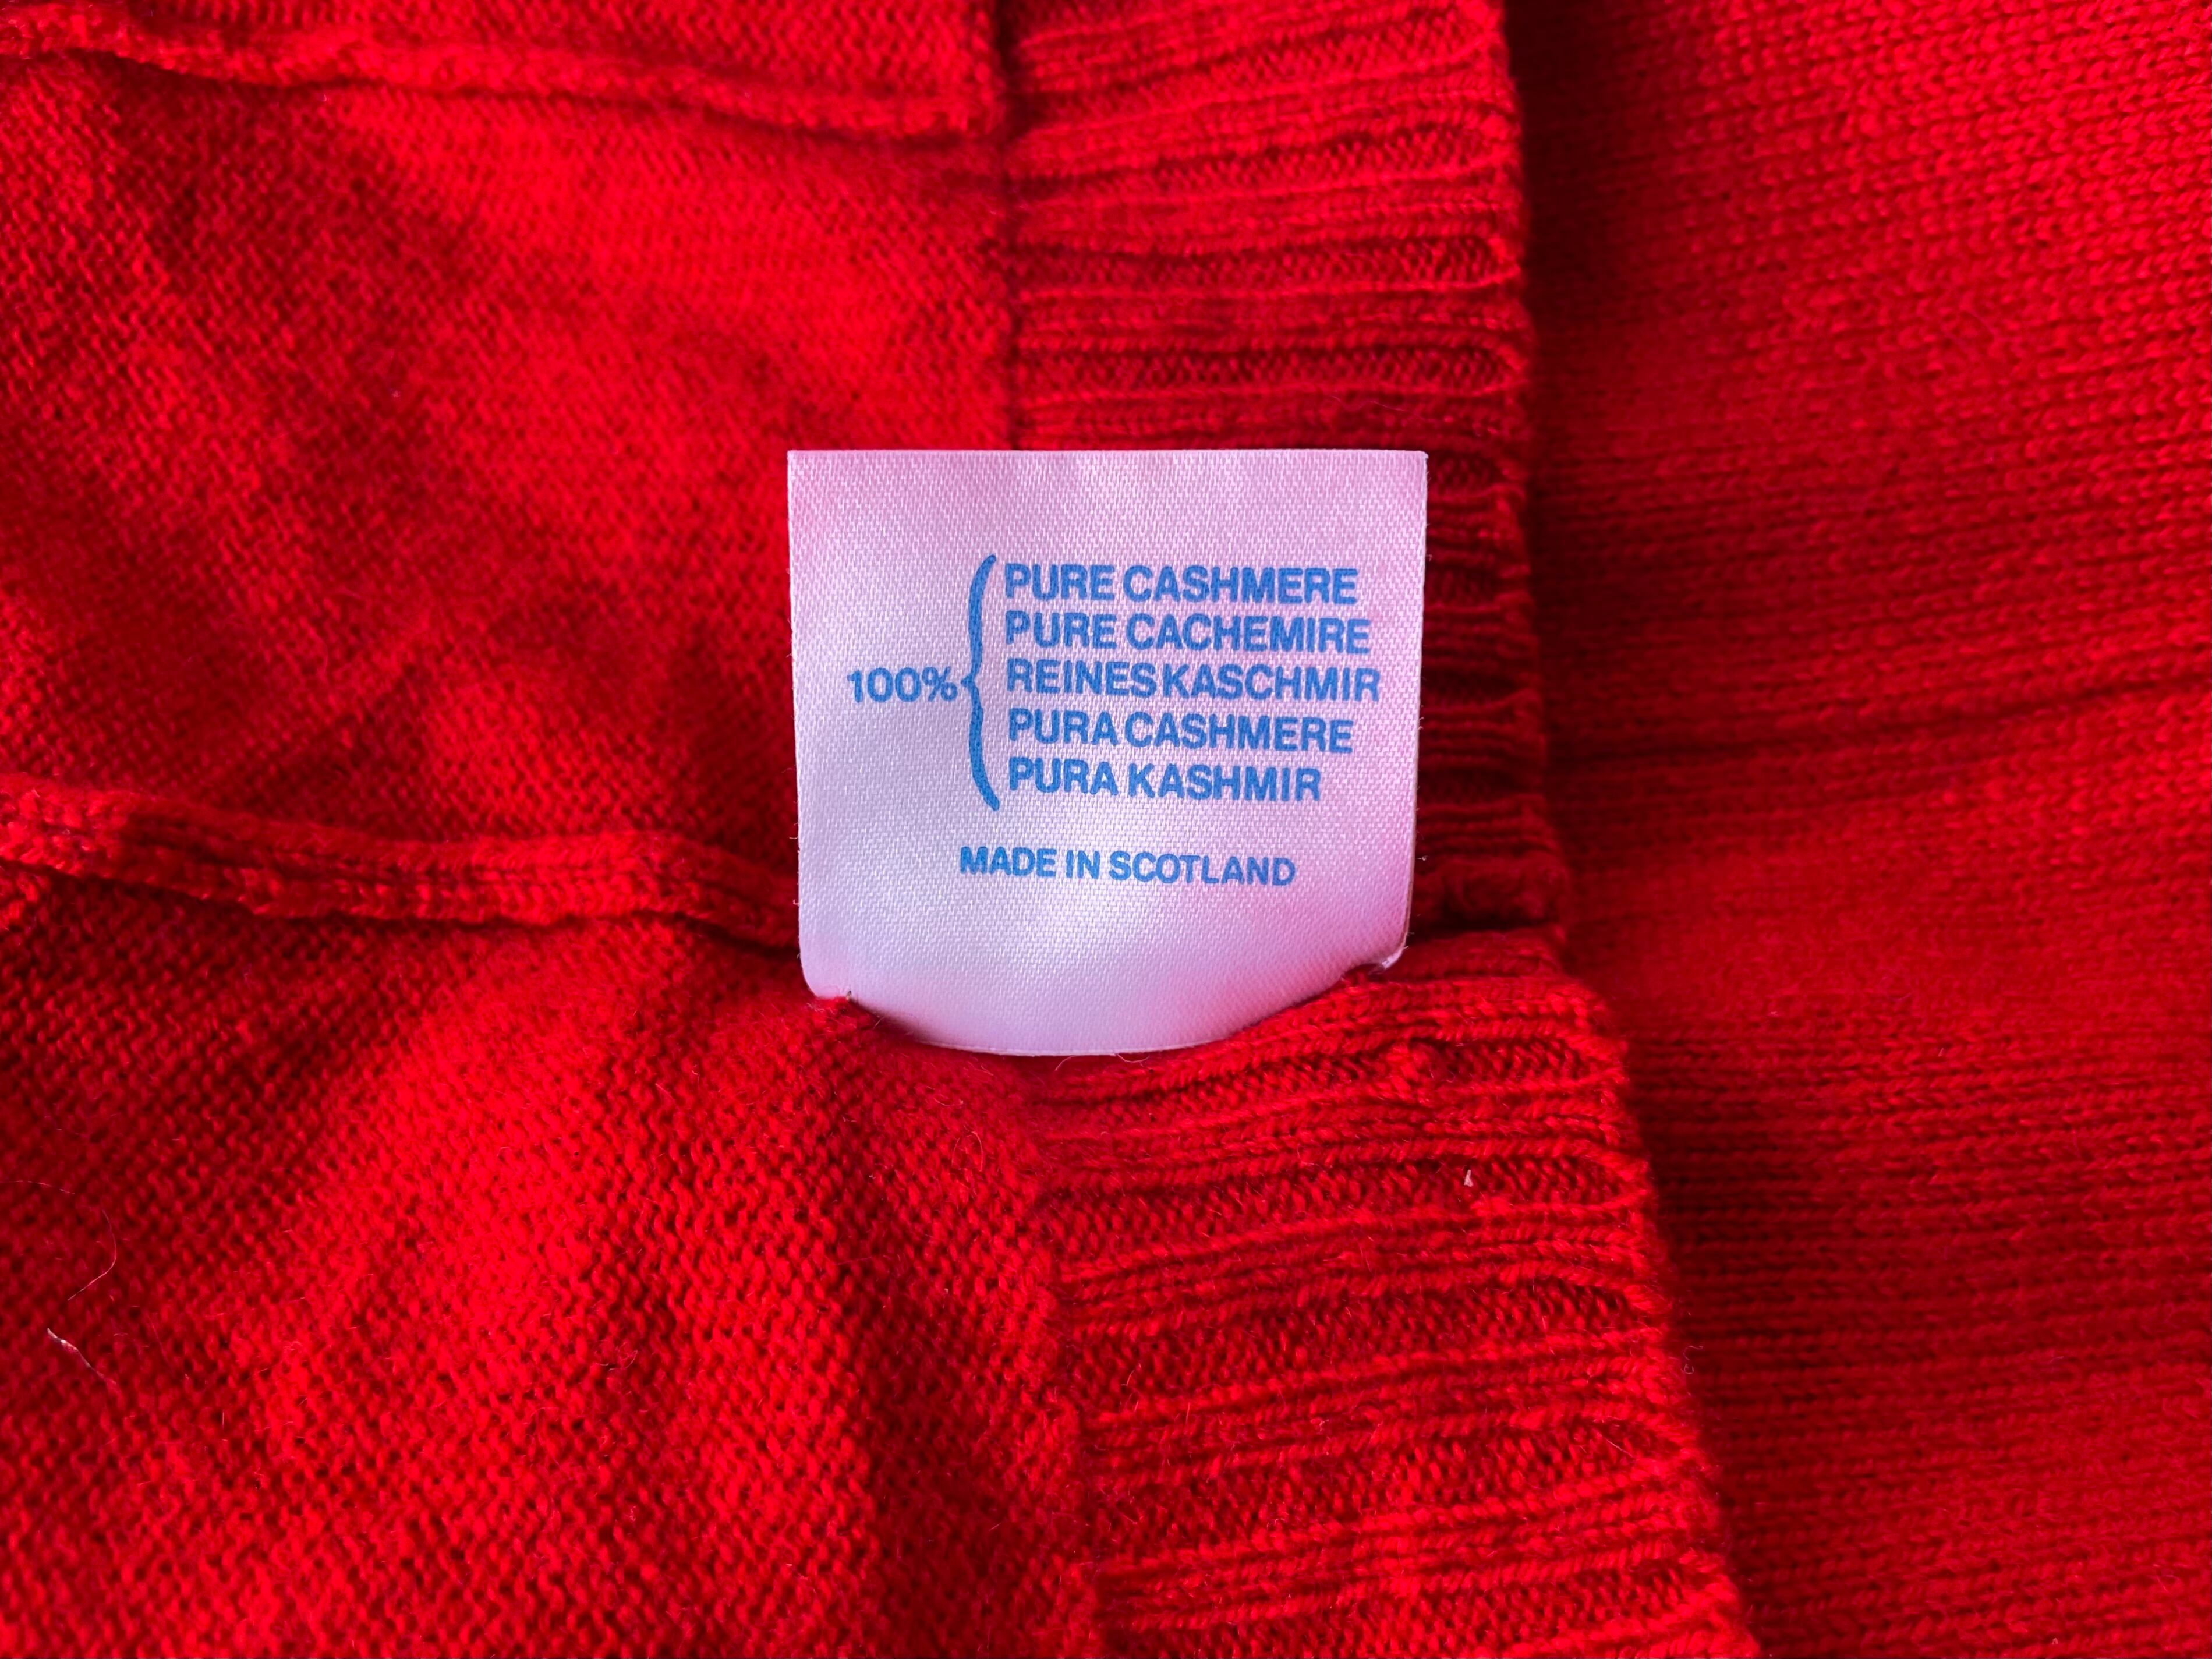 100%
PURE CASHMERE
PURE CACHEMIRE
REINES KASCHMIR
PURA CASHMERE
PURA KASHMIR
MADE IN SCOTLAND